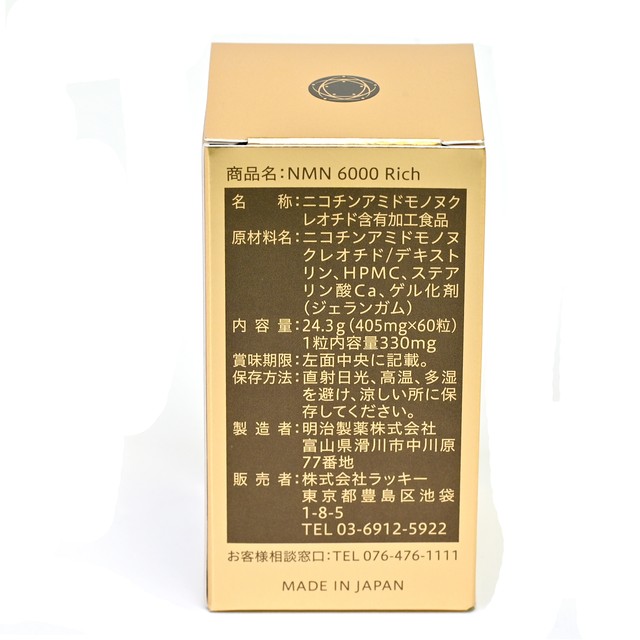 商品名:NMN 6000 Rich
名称:ニコチンアミドモノヌク
レオチド含有加工食品
原材料名:ニコチンアミドモノヌ
クレオチド/デキスト
リン、HPMC、ステア
リン酸Ca、ゲル化剤
(ジェランガム)
内容量:24.3g(405mg×60粒)
1粒内容量330mg
賞味期限:左面中央に記載。
保存方法:直射日光、高温、多湿
を避け、涼しい所に保
存してください。
製造者:明治製薬株式会社
富山県滑川市中川原
77番地
販売者:株式会社ラッキー
東京都豊島区池袋
1-8-5
TEL 03-6912-5922
お客様相談窓口:TEL 076-476-1111
MADE IN JAPAN